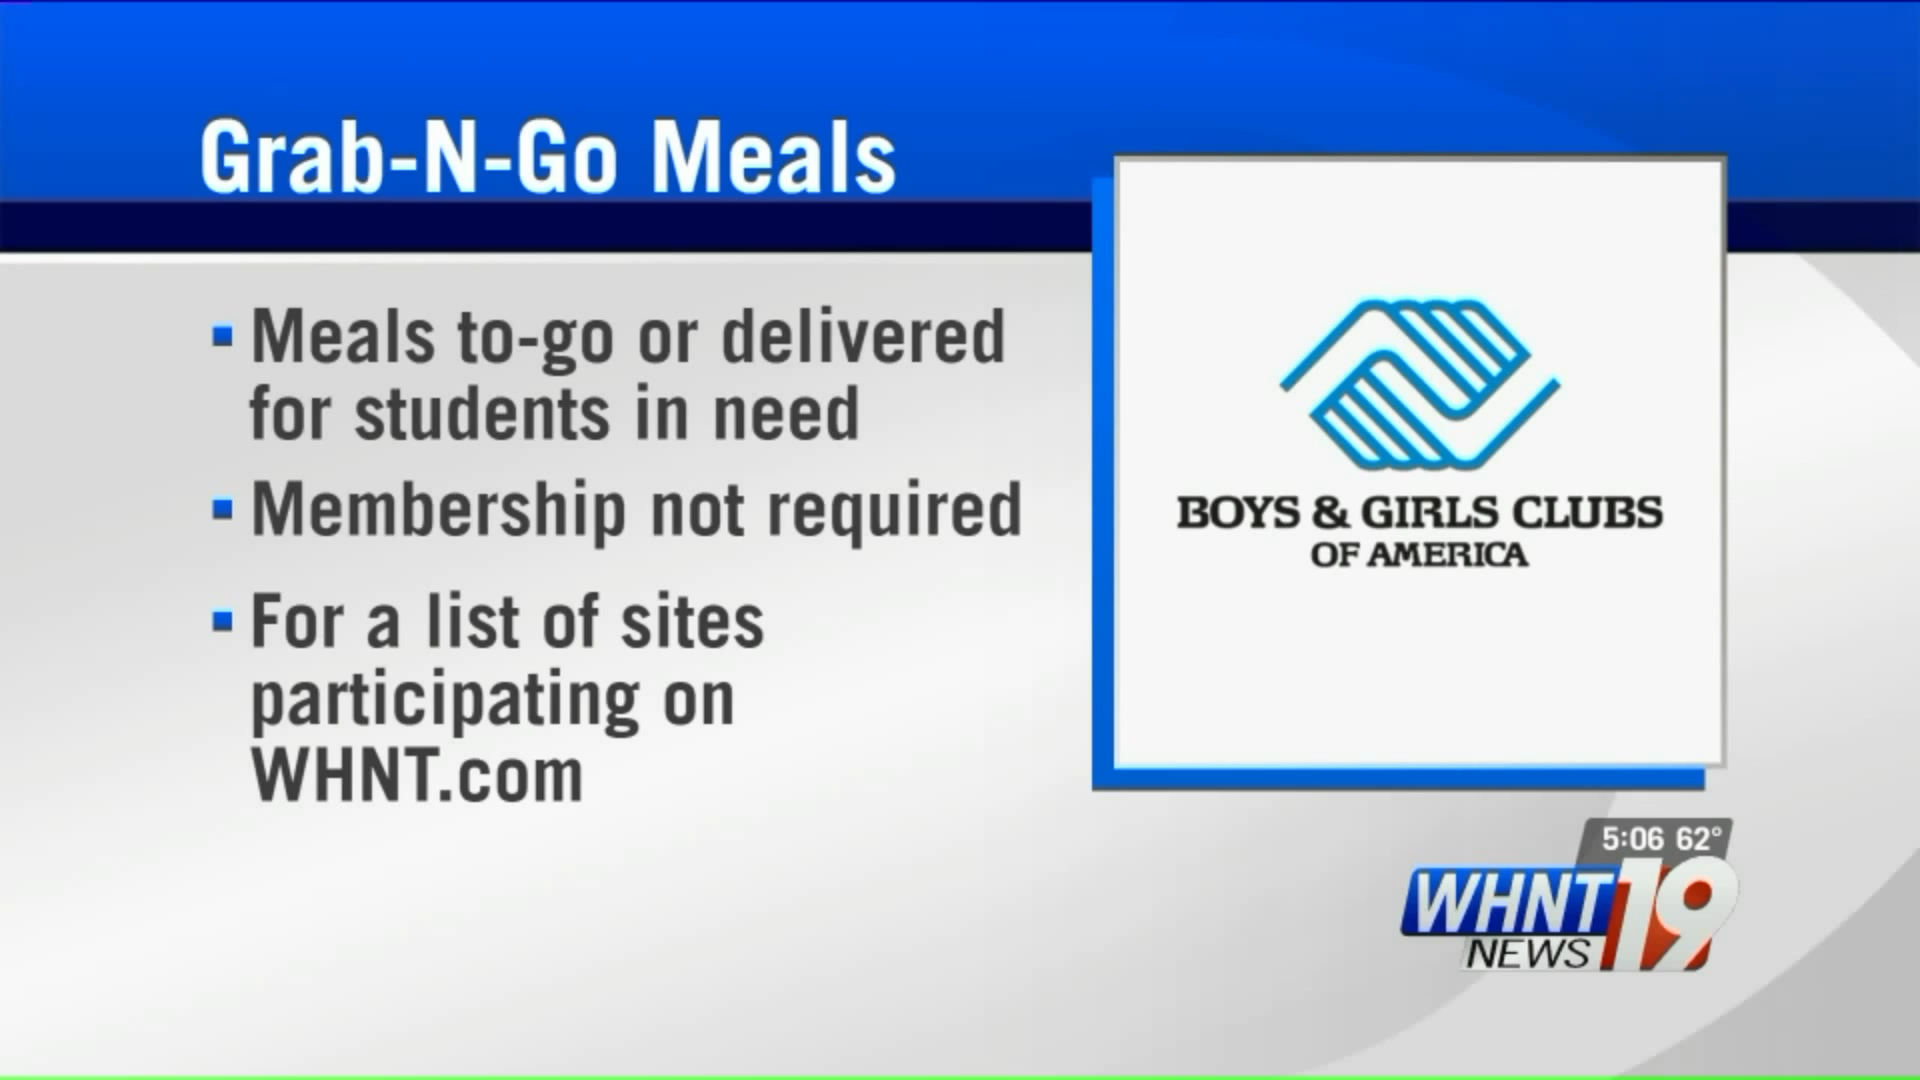 Grab-N-Go Meals
Meals to-go or delivered
for students in need
Membership not required
For a list of sites
participating on
WHNT.com
BOYS & GIRLS CLUBS
OF AMERICA
5:06 62°
WHNT 19
NEWS